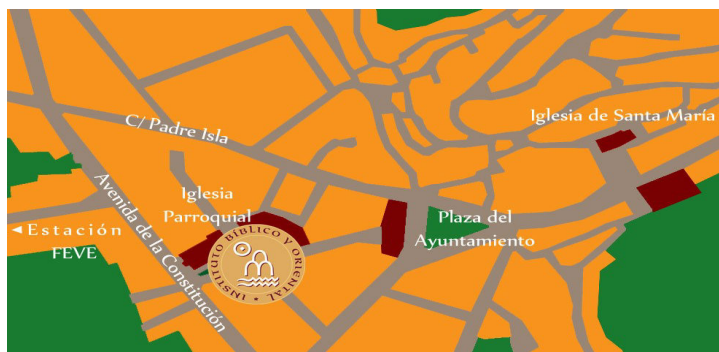 C/ Padre Isla
Iglesia de Santa María
Avenida de la Constitución
Iglesia
Parroquial
◄Estación
FEVE
Plaza del
Ayuntamiento
INSTITUTO BÍBLICO Y ORIENTAL •